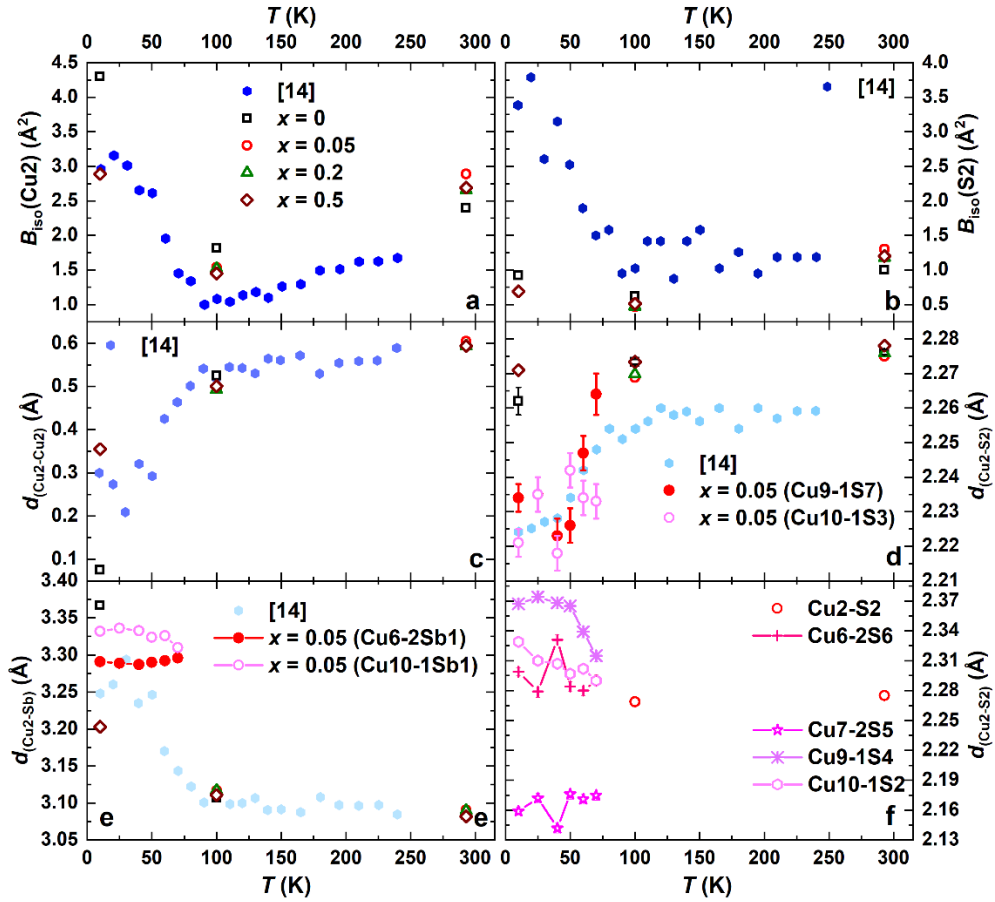 T (K) T (K)
0 50 100 150 200 250 300 0 50 100 150 200 250 300
4.5 4.5
4.0 4.0
3.5 3.5
3.0 3.0
2.5 2.5
2.0 2.0
1.5 1.5
1.0 1.0
0.5
B_iso(Cu2) (Å²)
[14]
x = 0
x = 0.05
x = 0.2
x = 0.5
a
[14]
B_iso(S2) (Å²)
b
0.6
0.5
0.4
0.3
0.2
0.1
d(Cu2-Cu2) (Å)
[14]
c
2.28
2.27
2.26
2.25
2.24
2.23
2.22
2.21
d(Cu2-S2) (Å)
[14]
x = 0.05 (Cu9-1S7)
x = 0.05 (Cu10-1S3)
d
3.40
3.35
3.30
3.25
3.20
3.15
3.10
3.05
d(Cu2-Sb) (Å)
[14]
x = 0.05 (Cu6-2Sb1)
x = 0.05 (Cu10-1Sb1)
e e
2.37
2.34
2.31
2.28
2.25
2.22
2.19
2.16
2.13
d(Cu2-S2) (Å)
Cu2-S2
Cu6-2S6
Cu7-2S5
Cu9-1S4
Cu10-1S2
f
0 50 100 150 200 250 300 0 50 100 150 200 250 300
T (K) T (K)